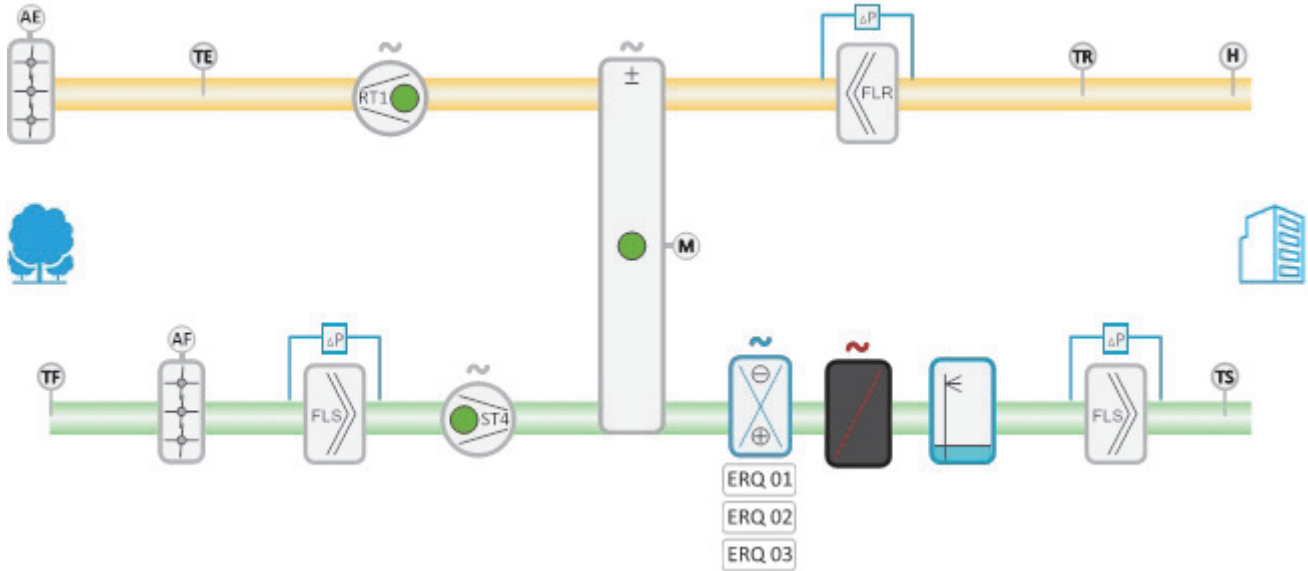 AE
TE
RT1
±
ΔP
FLR
TR
H
M
TF
AF
ΔP
FLS
ST4
ΔP
FLS
TS
ERQ 01
ERQ 02
ERQ 03